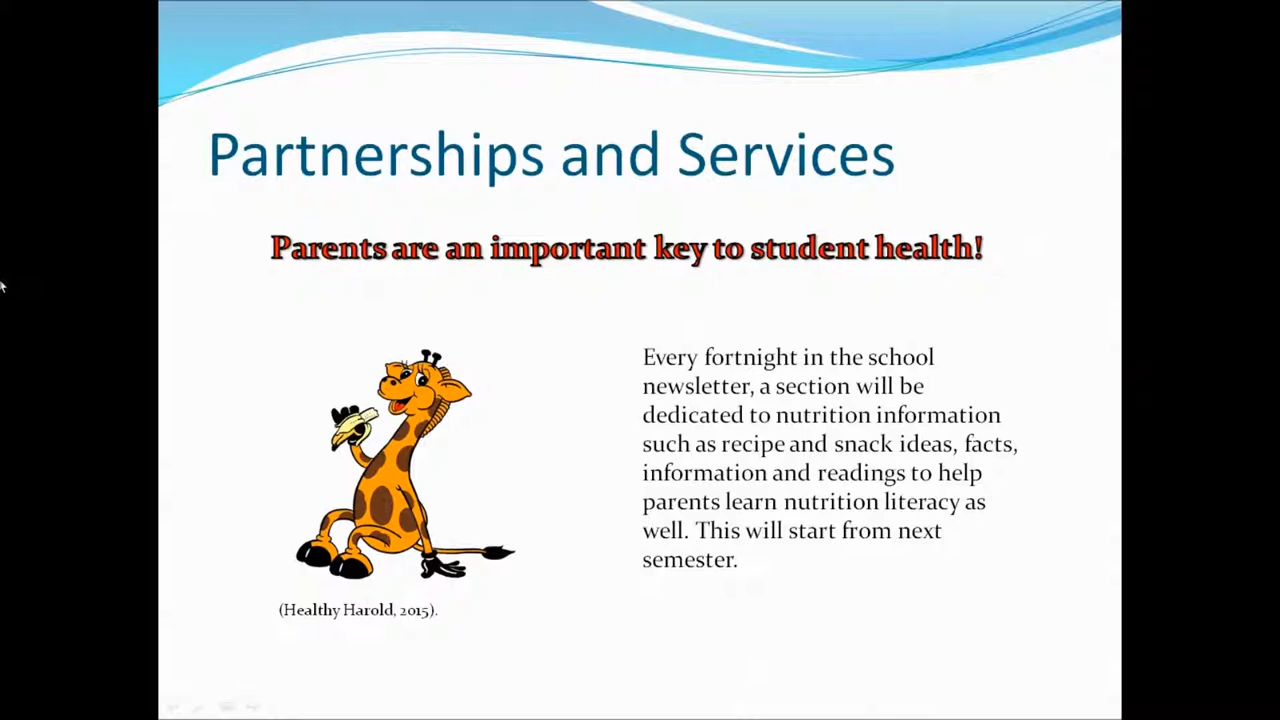 Partnerships and Services
Parents are an important key to student health!
Every fortnight in the school
newsletter, a section will be
dedicated to nutrition information
such as recipe and snack ideas, facts,
information and readings to help
parents learn nutrition literacy as
well. This will start from next
semester.
(Healthy Harold, 2015).